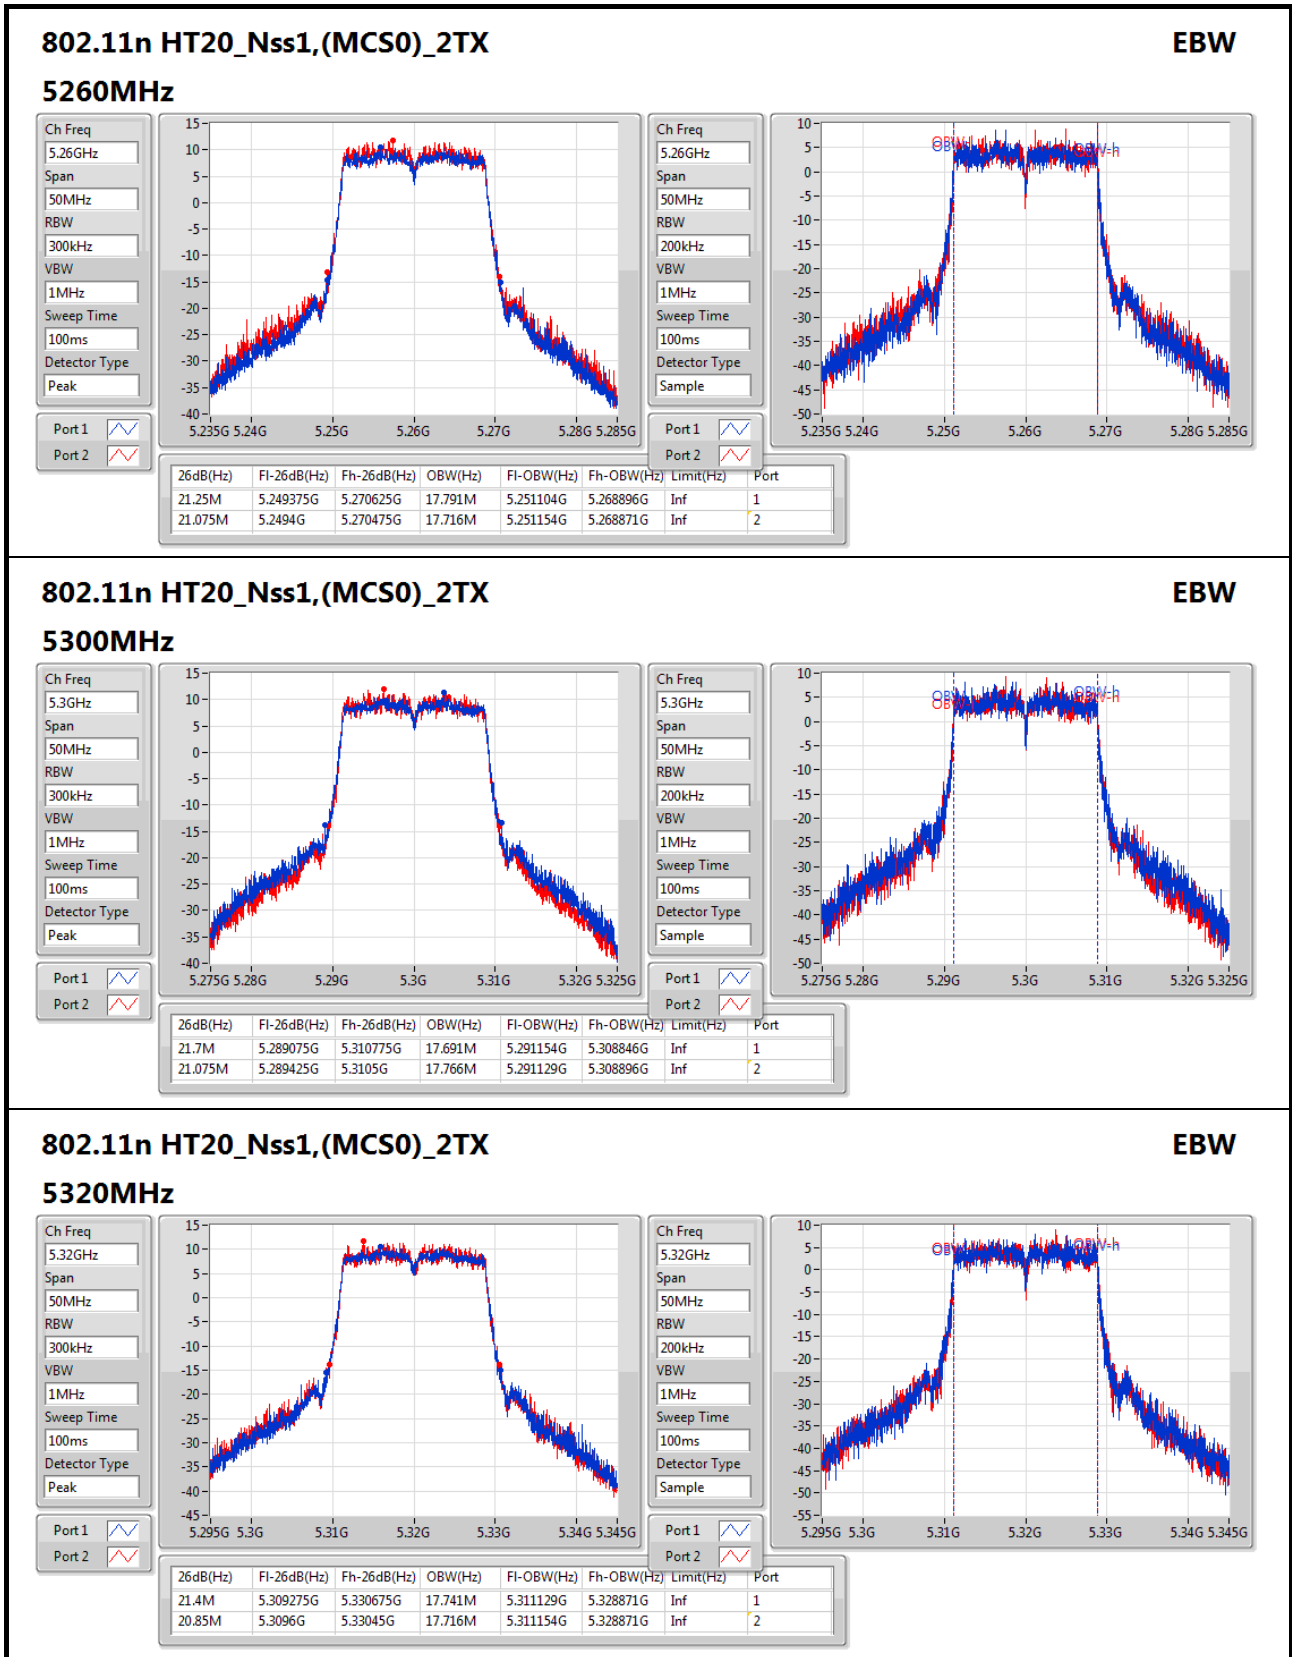 802.11n HT20_Nss1,(MCS0)_2TX EBW
5260MHz
Ch Freq
5.26GHz
Span
50MHz
RBW
300kHz
VBW
1MHz
Sweep Time
100ms
Detector Type
Peak
Port 1
Port 2
15
10
5
0
-5
-10
-15
-20
-25
-30
-35
-40
5.235G 5.24G 5.25G 5.26G 5.27G 5.28G 5.285G
Ch Freq
5.26GHz
Span
50MHz
RBW
200kHz
VBW
1MHz
Sweep Time
100ms
Detector Type
Sample
Port 1
Port 2
10
5
0
-5
-10
-15
-20
-25
-30
-35
-40
-45
-50
OBW-h
5.235G 5.24G 5.25G 5.26G 5.27G 5.28G 5.285G
26dB(Hz) Fl-26dB(Hz) Fh-26dB(Hz) OBW(Hz) Fl-OBW(Hz) Fh-OBW(Hz) Limit(Hz) Port
21.25M 5.249375G 5.270625G 17.791M 5.251104G 5.268896G Inf 1
21.075M 5.2494G 5.270475G 17.716M 5.251154G 5.268871G Inf 2
802.11n HT20_Nss1,(MCS0)_2TX EBW
5300MHz
Ch Freq
5.3GHz
Span
50MHz
RBW
300kHz
VBW
1MHz
Sweep Time
100ms
Detector Type
Peak
Port 1
Port 2
15
10
5
0
-5
-10
-15
-20
-25
-30
-35
-40
5.275G 5.28G 5.29G 5.3G 5.31G 5.32G 5.325G
Ch Freq
5.3GHz
Span
50MHz
RBW
200kHz
VBW
1MHz
Sweep Time
100ms
Detector Type
Sample
Port 1
Port 2
10
5
0
-5
-10
-15
-20
-25
-30
-35
-40
-45
-50
OBW-h
5.275G 5.28G 5.29G 5.3G 5.31G 5.32G 5.325G
26dB(Hz) Fl-26dB(Hz) Fh-26dB(Hz) OBW(Hz) Fl-OBW(Hz) Fh-OBW(Hz) Limit(Hz) Port
21.7M 5.289075G 5.310775G 17.691M 5.291154G 5.308846G Inf 1
21.075M 5.289425G 5.3105G 17.766M 5.291129G 5.308896G Inf 2
802.11n HT20_Nss1,(MCS0)_2TX EBW
5320MHz
Ch Freq
5.32GHz
Span
50MHz
RBW
300kHz
VBW
1MHz
Sweep Time
100ms
Detector Type
Peak
Port 1
Port 2
15
10
5
0
-5
-10
-15
-20
-25
-30
-35
-40
-45
5.295G 5.3G 5.31G 5.32G 5.33G 5.34G 5.345G
Ch Freq
5.32GHz
Span
50MHz
RBW
200kHz
VBW
1MHz
Sweep Time
100ms
Detector Type
Sample
Port 1
Port 2
10
5
0
-5
-10
-15
-20
-25
-30
-35
-40
-45
-50
-55
OBW-h
5.295G 5.3G 5.31G 5.32G 5.33G 5.34G 5.345G
26dB(Hz) Fl-26dB(Hz) Fh-26dB(Hz) OBW(Hz) Fl-OBW(Hz) Fh-OBW(Hz) Limit(Hz) Port
21.4M 5.309275G 5.330675G 17.741M 5.311129G 5.328871G Inf 1
20.85M 5.3096G 5.33045G 17.716M 5.311154G 5.328871G Inf 2